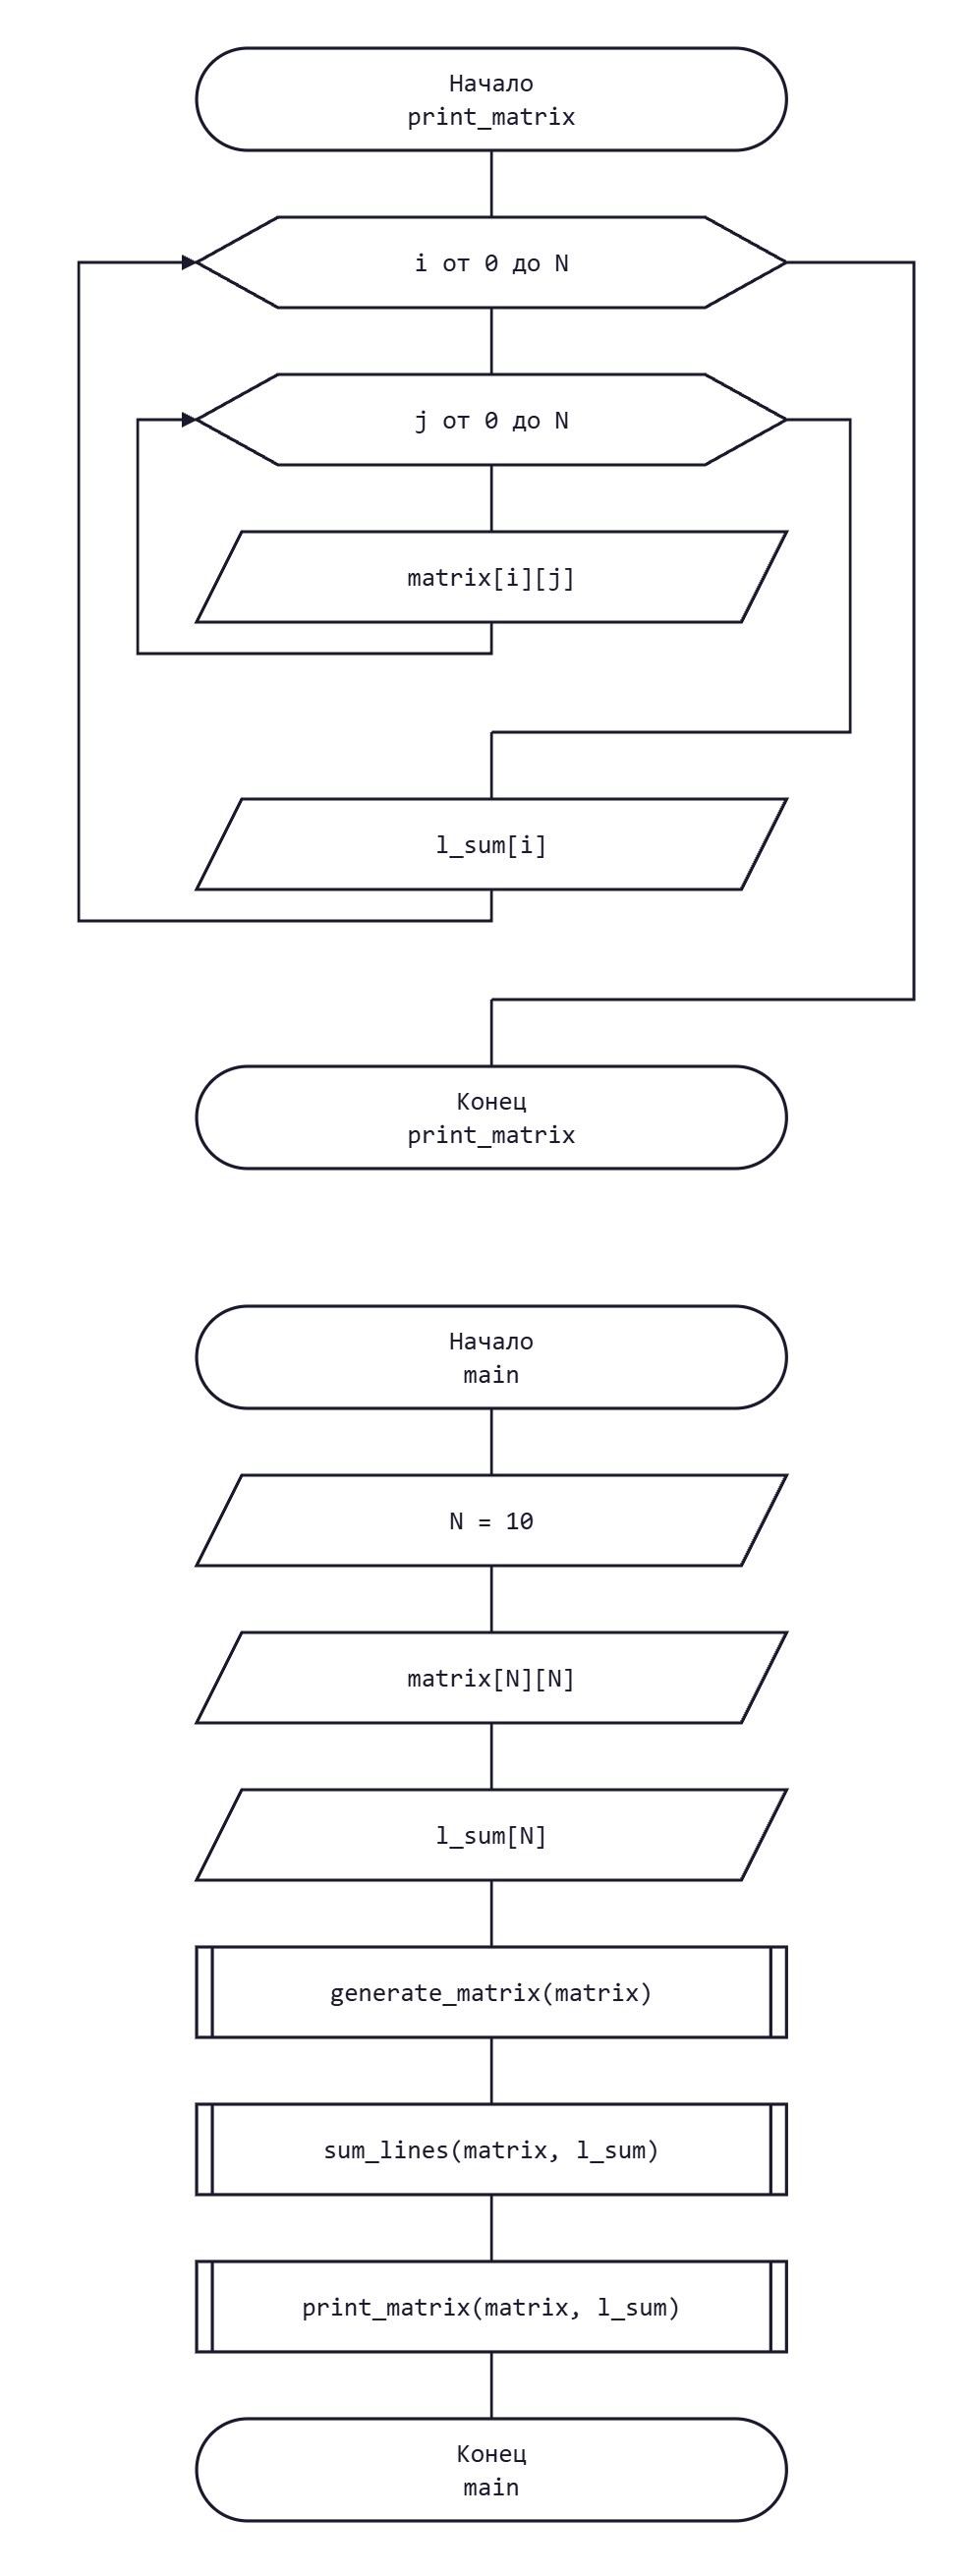 Начало
print_matrix
i от 0 до N
j от 0 до N
matrix[i][j]
l_sum[i]
Конец
print_matrix
Начало
main
N = 10
matrix[N][N]
l_sum[N]
generate_matrix(matrix)
sum_lines(matrix, l_sum)
print_matrix(matrix, l_sum)
Конец
main